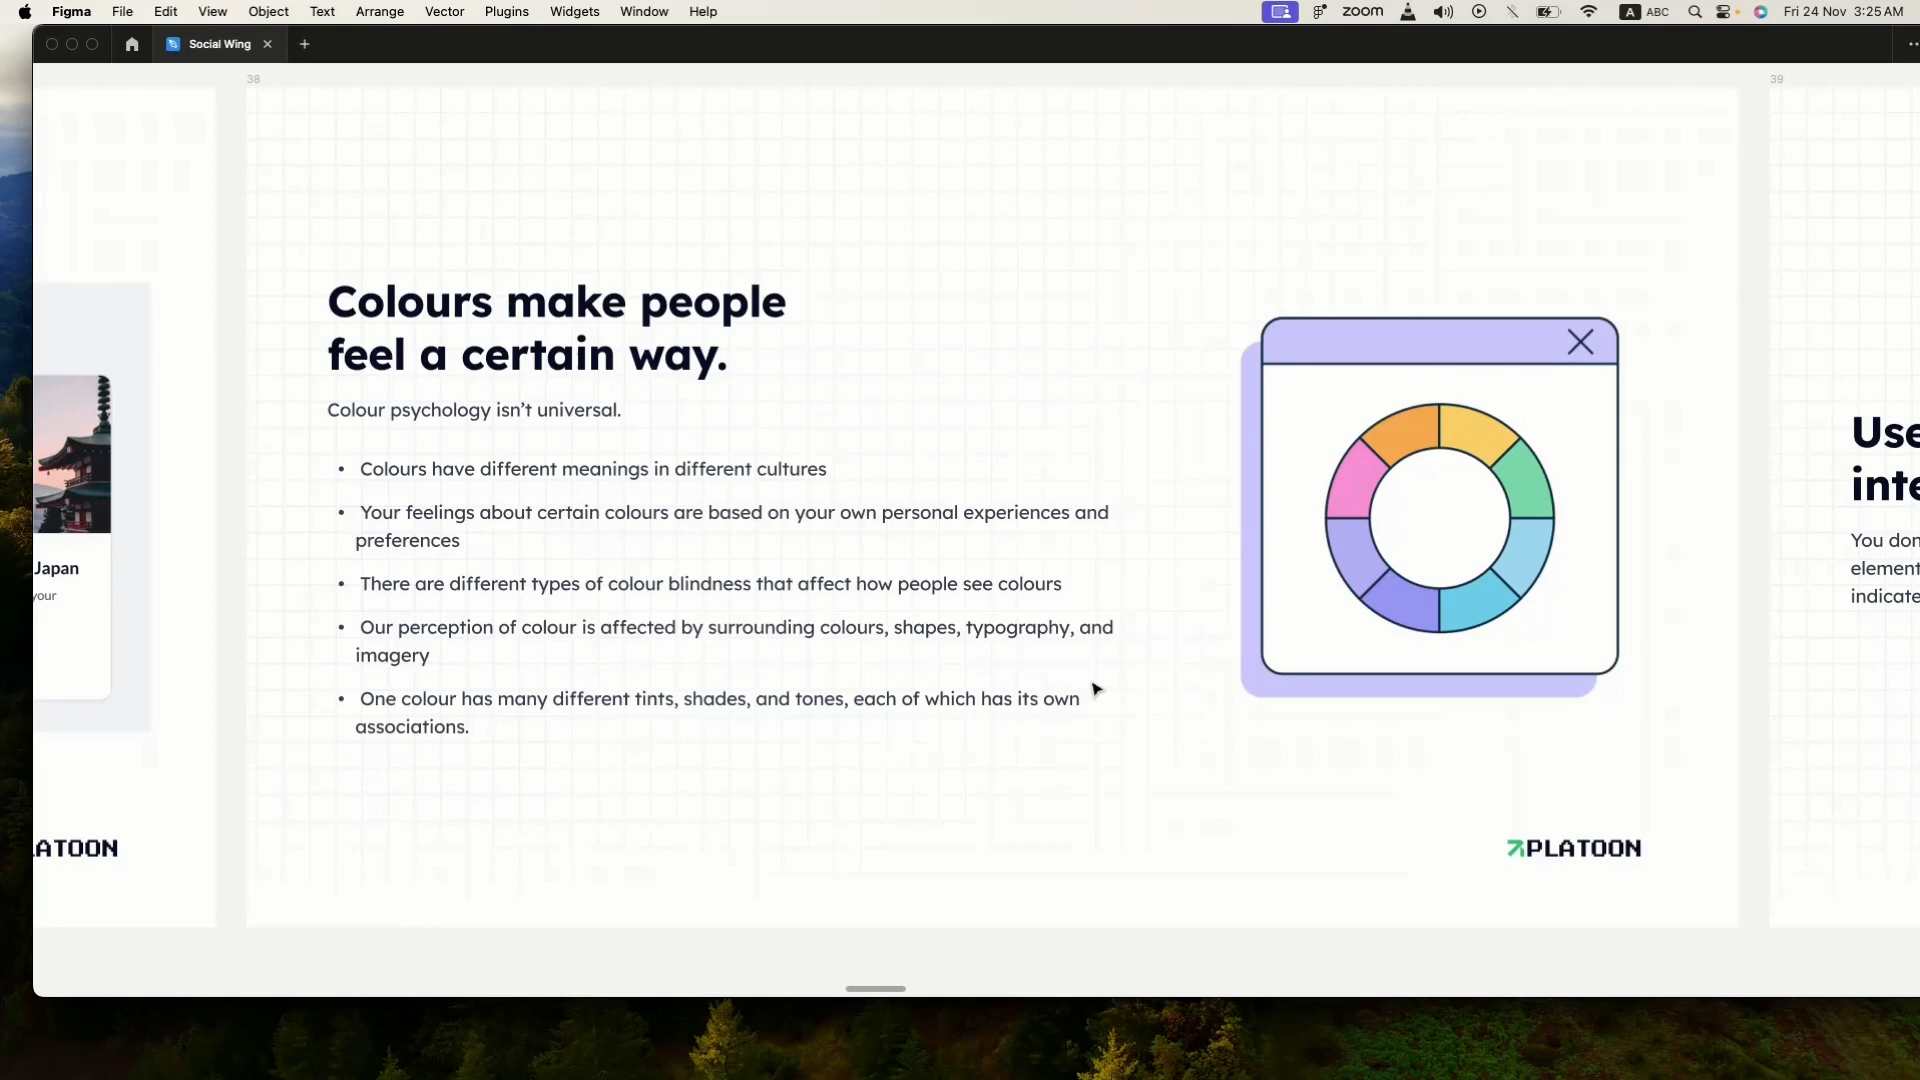 Figma File Edit View Object Text Arrange Vector Plugins Widgets Window Help zoom A ABC Fri 24 Nov 3:25 AM
Social Wing
38
39
Colours make people
feel a certain way.
Colour psychology isn't universal.
• Colours have different meanings in different cultures
• Your feelings about certain colours are based on your own personal experiences and
preferences
• There are different types of colour blindness that affect how people see colours
• Our perception of colour is affected by surrounding colours, shapes, typography, and
imagery
• One colour has many different tints, shades, and tones, each of which has its own
associations.
PLATOON
Japan
your
ATOON
Use
inte
You don
element
indicate